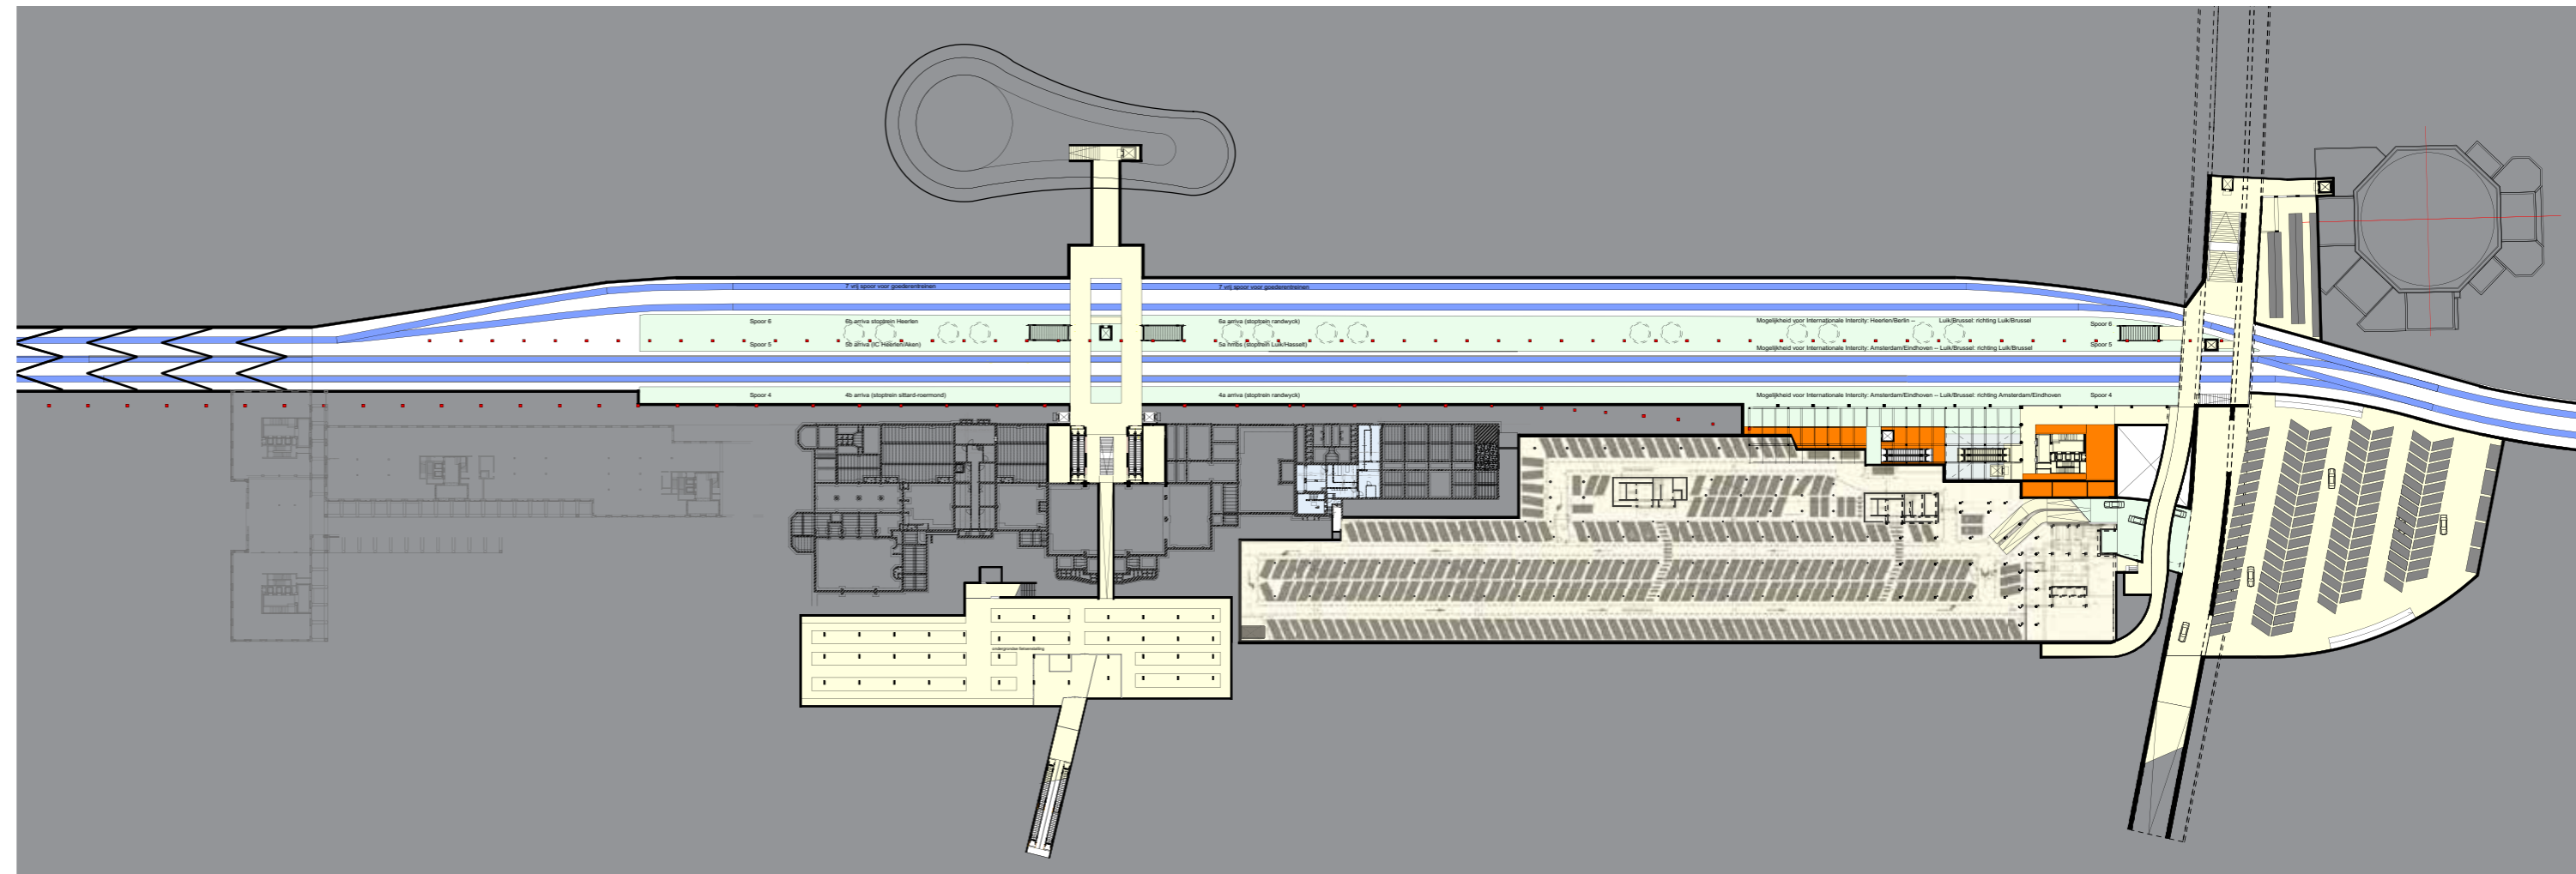 7 vrij spoor voor goederentreinen
7 vrij spoor voor goederentreinen
Spoor 6
6b arriva stoptrein Heerlen
6a arriva (stoptrein randwyck)
Mogelijkheid voor Internationale Intercity: Heerlen/Berlin -- Luik/Brussel: richting Luik/Brussel
Spoor 6
Spoor 5
5b arriva (IC Heerlen/Aken)
5a nmbs (stoptrein Luik/Hasselt)
Mogelijkheid voor Internationale Intercity: Amsterdam/Eindhoven -- Luik/Brussel: richting Luik/Brussel
Spoor 5
Spoor 4
4b arriva (stoptrein sittard-roermond)
4a arriva (stoptrein randwyck)
Mogelijkheid voor Internationale Intercity: Amsterdam/Eindhoven -- Luik/Brussel: richting Amsterdam/Eindhoven
Spoor 4
ondergrondse fietsenstalling